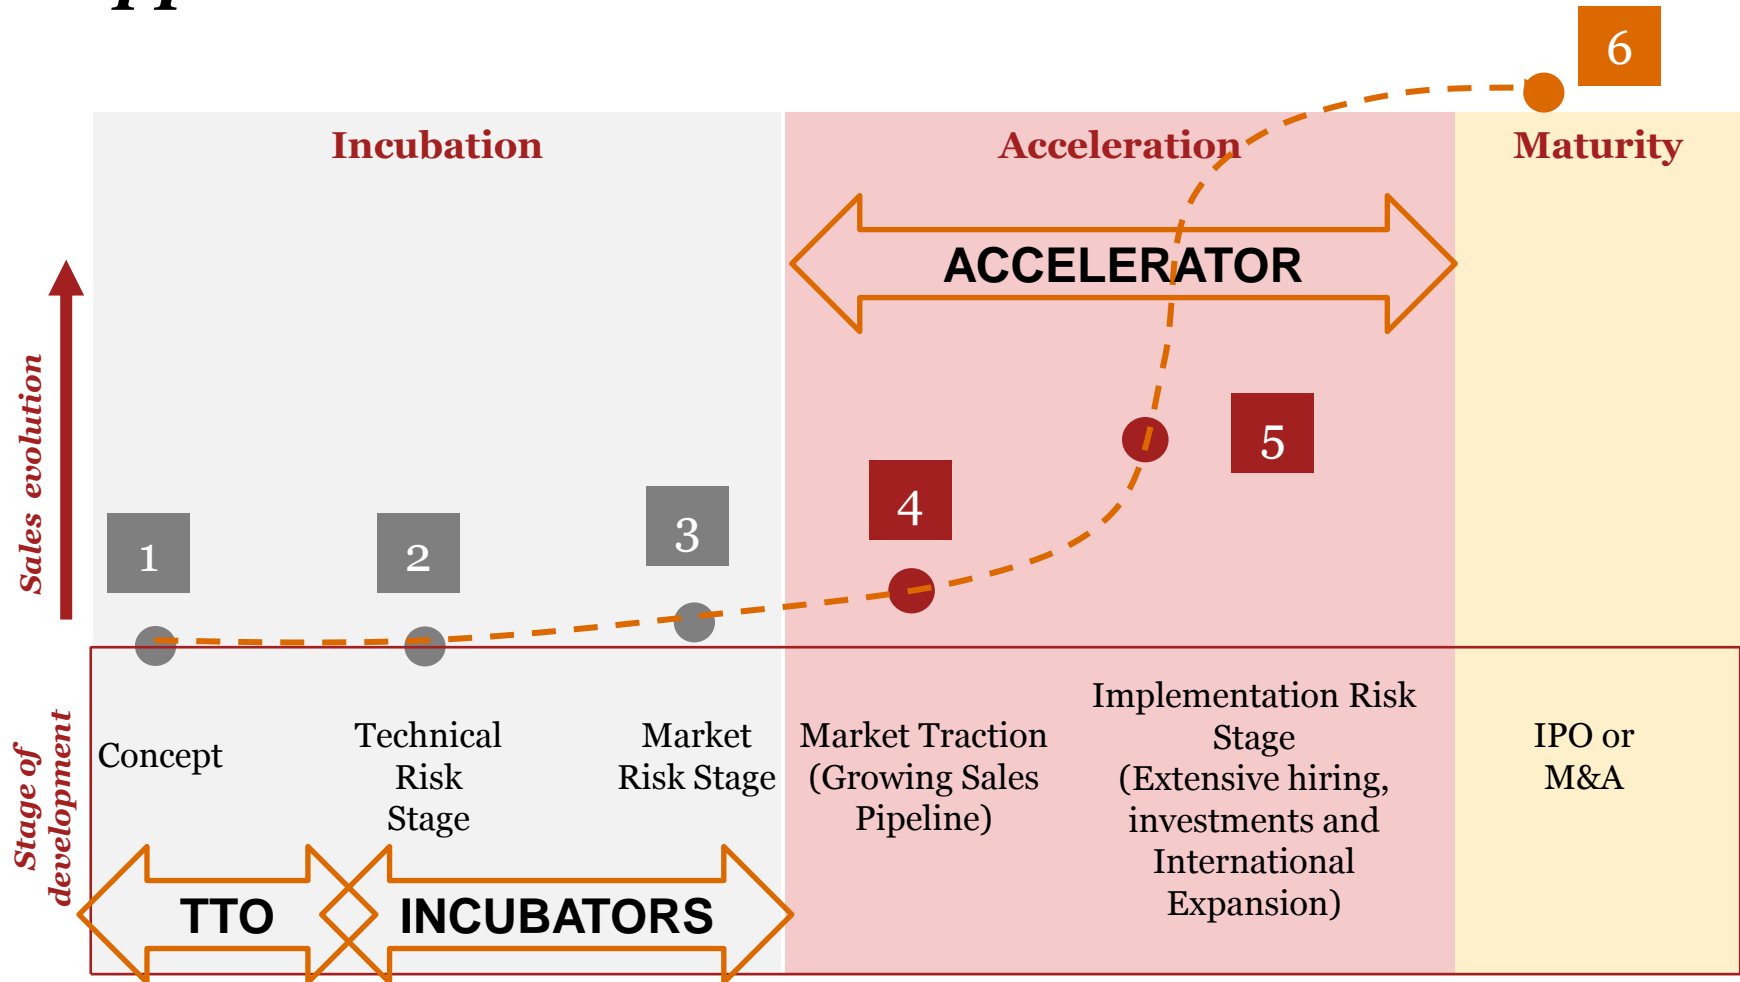 6
Incubation
Acceleration
Maturity
ACCELERATOR
Sales evolution
5
4
3
1
2
Stage of
development
Concept
Technical
Risk
Stage
Market
Risk Stage
Market Traction
(Growing Sales
Pipeline)
Implementation Risk
Stage
(Extensive hiring,
investments and
International
Expansion)
IPO or
M&A
TTO
INCUBATORS